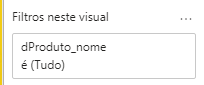 Filtros neste visual
dProduto_nome
é (Tudo)